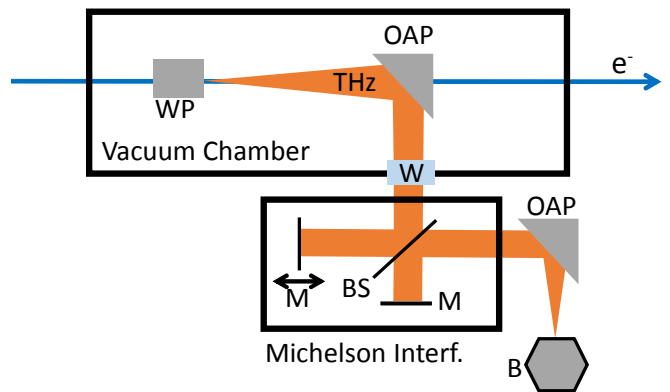 OAP
e-
THz
WP
Vacuum Chamber
W
OAP
M
BS
M
Michelson Interf.
B